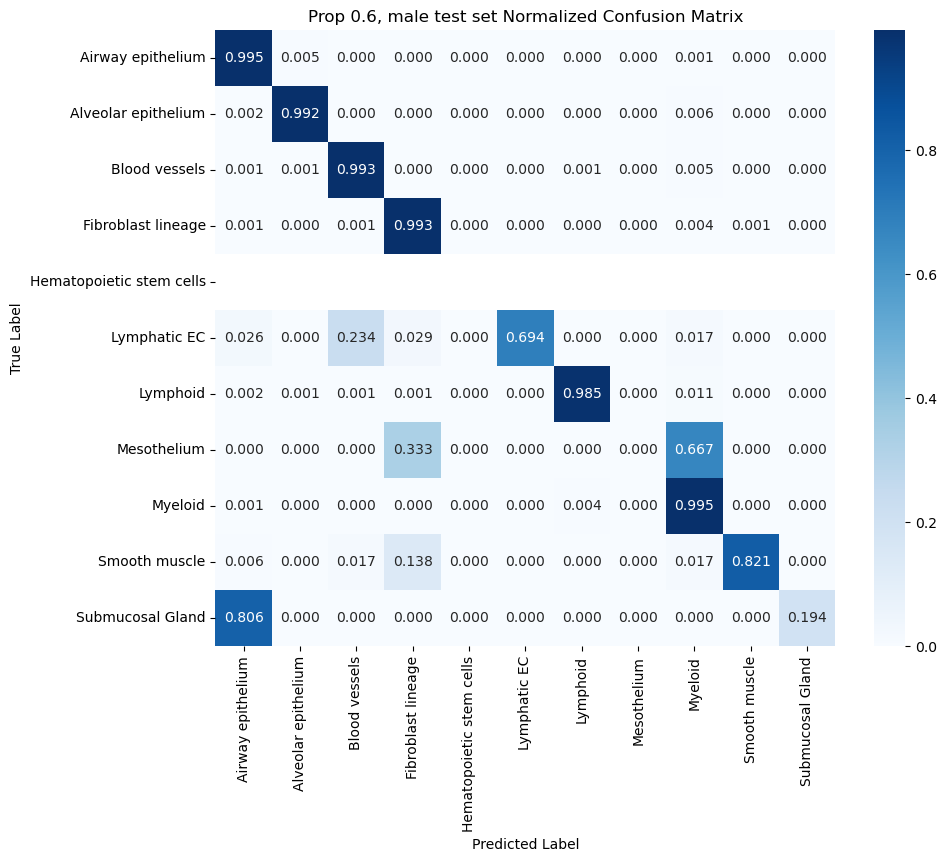 Prop 0.6, male test set Normalized Confusion Matrix
True Label
Airway epithelium 0.995 0.005 0.000 0.000 0.000 0.000 0.000 0.000 0.001 0.000 0.000
Alveolar epithelium 0.002 0.992 0.000 0.000 0.000 0.000 0.000 0.000 0.006 0.000 0.000
Blood vessels 0.001 0.001 0.993 0.000 0.000 0.000 0.001 0.000 0.005 0.000 0.000
Fibroblast lineage 0.001 0.000 0.001 0.993 0.000 0.000 0.000 0.000 0.004 0.001 0.000
Hematopoietic stem cells
Lymphatic EC 0.026 0.000 0.234 0.029 0.000 0.694 0.000 0.000 0.017 0.000 0.000
Lymphoid 0.002 0.001 0.001 0.001 0.000 0.000 0.985 0.000 0.011 0.000 0.000
Mesothelium 0.000 0.000 0.000 0.333 0.000 0.000 0.000 0.000 0.667 0.000 0.000
Myeloid 0.001 0.000 0.000 0.000 0.000 0.000 0.004 0.000 0.995 0.000 0.000
Smooth muscle 0.006 0.000 0.017 0.138 0.000 0.000 0.000 0.000 0.017 0.821 0.000
Submucosal Gland 0.806 0.000 0.000 0.000 0.000 0.000 0.000 0.000 0.000 0.000 0.194
Airway epithelium
Alveolar epithelium
Blood vessels
Fibroblast lineage
Hematopoietic stem cells
Lymphatic EC
Lymphoid
Mesothelium
Myeloid
Smooth muscle
Submucosal Gland
Predicted Label
0.8
0.6
0.4
0.2
0.0